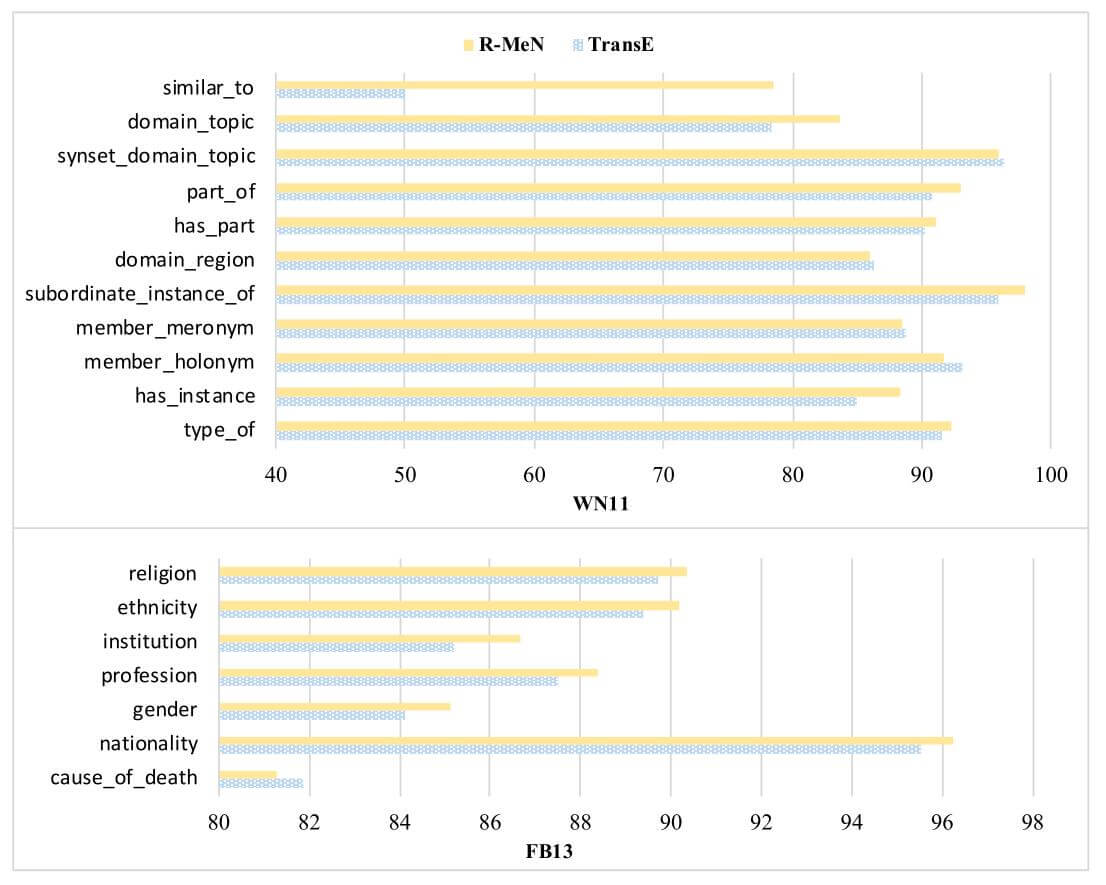 R-MeN TransE
similar_to
domain_topic
synset_domain_topic
part_of
has_part
domain_region
subordinate_instance_of
member_meronym
member_holonym
has_instance
type_of
40 50 60 70 80 90 100
WN11
religion
ethnicity
institution
profession
gender
nationality
cause_of_death
80 82 84 86 88 90 92 94 96 98
FB13